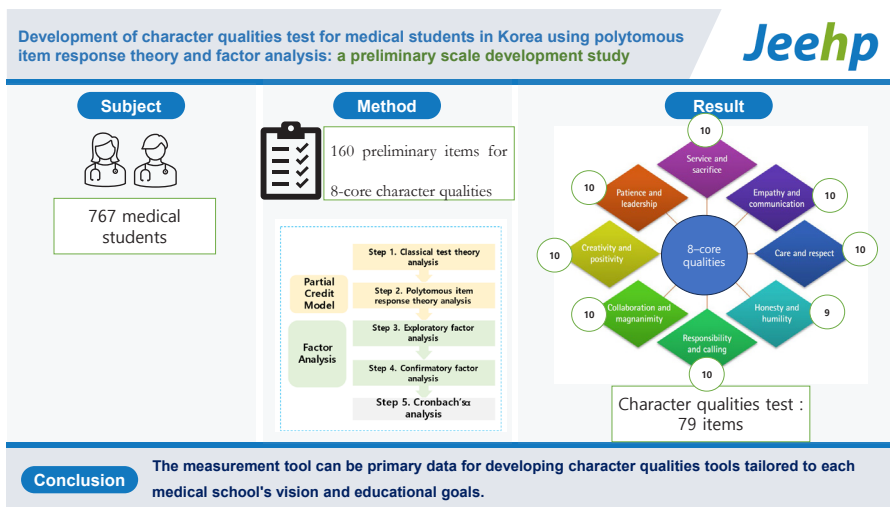 Development of character qualities test for medical students in Korea using polytomous
item response theory and factor analysis: a preliminary scale development study
Jeehp
Subject
767 medical
students
Method
160 preliminary items for
8-core character qualities
Step 1. Classical test theory
analysis
Partial
Credit
Model
Step 2. Polytomous item
response theory analysis
Factor
Analysis
Step 3. Exploratory factor
analysis
Step 4. Confirmatory factor
analysis
Step 5. Cronbach'sα
analysis
Result
10
Service and
sacrifice
10
Patience and
leadership
Empathy and
communication
10
10
Creativity and
positivity
8–core
qualities
Care and respect
10
10
Collaboration and
magnanimity
Honesty and
humility
9
Responsibility
and calling
10
Character qualities test :
79 items
Conclusion
The measurement tool can be primary data for developing character qualities tools tailored to each
medical school's vision and educational goals.